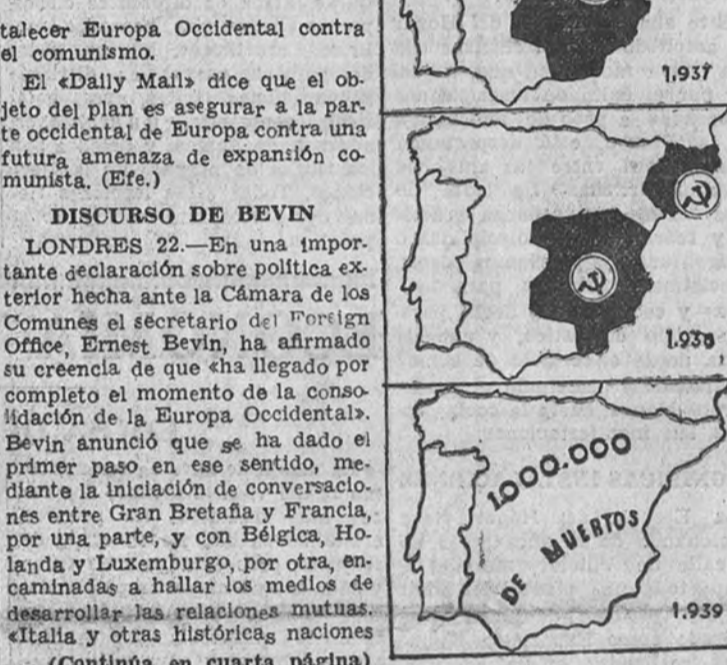 talecer Europa Occidental contra
el comunismo.
El «Daily Mail» dice que el ob-
jeto del plan es asegurar a la par-
te occidental de Europa contra una
futura amenaza de expansión co-
munista. (Efe.)
DISCURSO DE BEVIN
LONDRES 22.—En una impor-
tante declaración sobre política ex-
terior hecha ante la Cámara de los
Comunes el secretario del Foreign
Office, Ernest Bevin, ha afirmado
su creencia de que «ha llegado por
completo el momento de la conso-
lidación de la Europa Occidental».
Bevin anunció que se ha dado el
primer paso en ese sentido, me-
diante la iniciación de conversacio-
nes entre Gran Bretaña y Francia,
por una parte, y con Bélgica, Ho-
landa y Luxemburgo, por otra, en-
caminadas a hallar los medios de
desarrollar las relaciones mutuas.
«Italia y otras históricas naciones
(Continúa en cuarta página)
1.937
1.938
1.000.000
DE MUERTOS
1.939